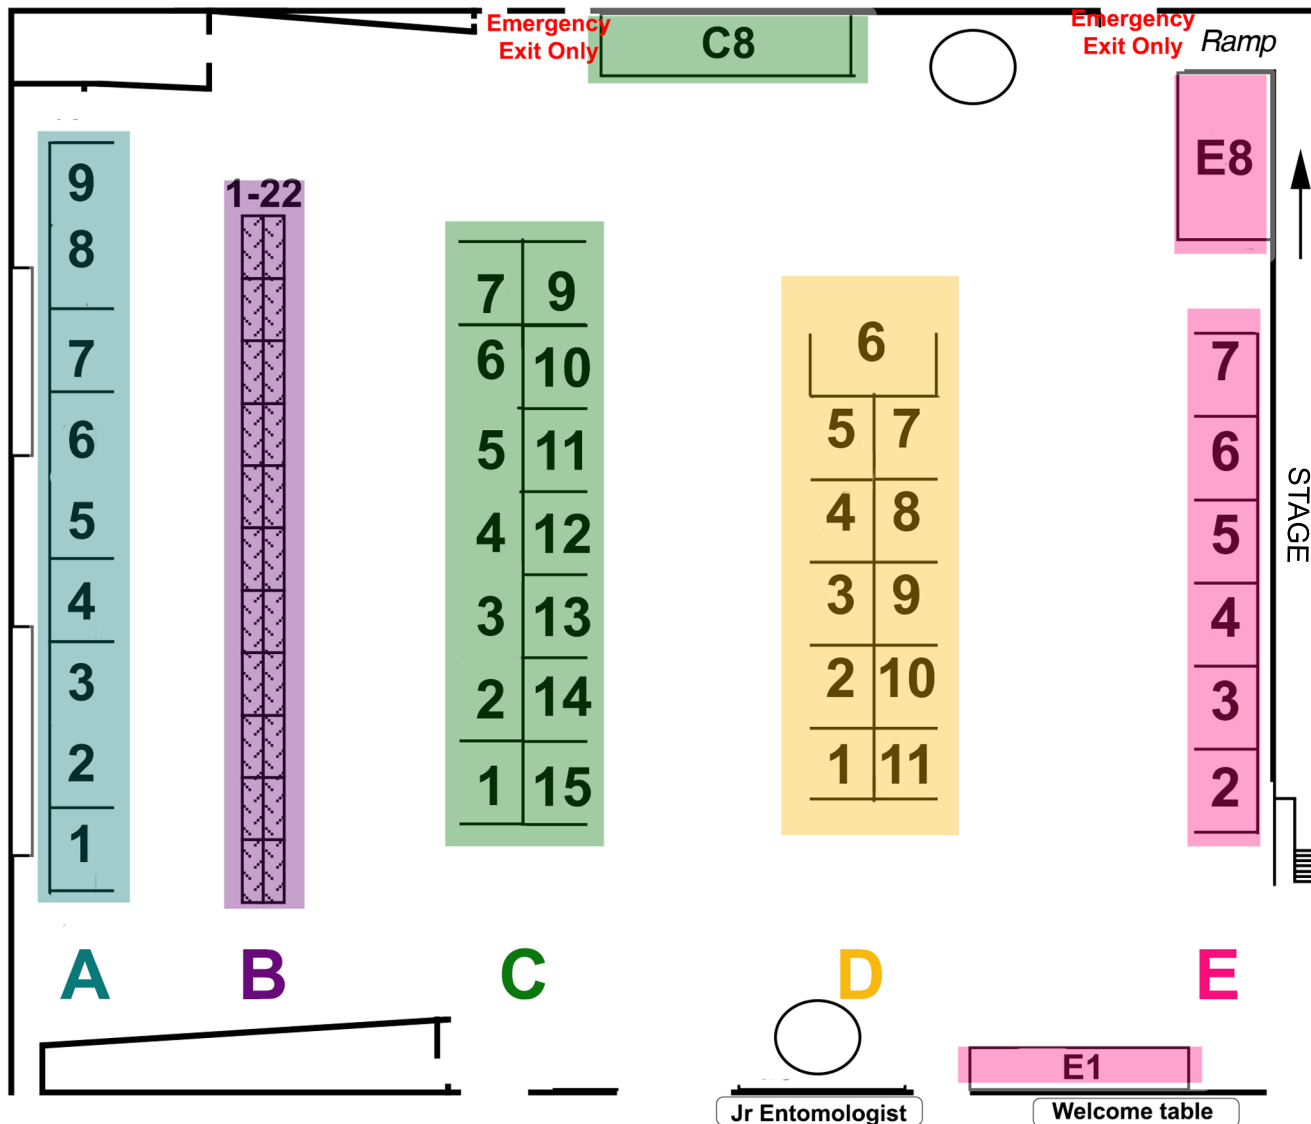 Emergency
Exit Only
C8
Emergency
Exit Only
Ramp
E8
STAGE
9
8
7
6
5
4
3
2
1
1-22
7 9
6 10
5 11
4 12
3 13
2 14
1 15
6
5 7
4 8
3 9
2 10
1 11
7
6
5
4
3
2
A B C D E
E1
Jr Entomologist
Welcome table